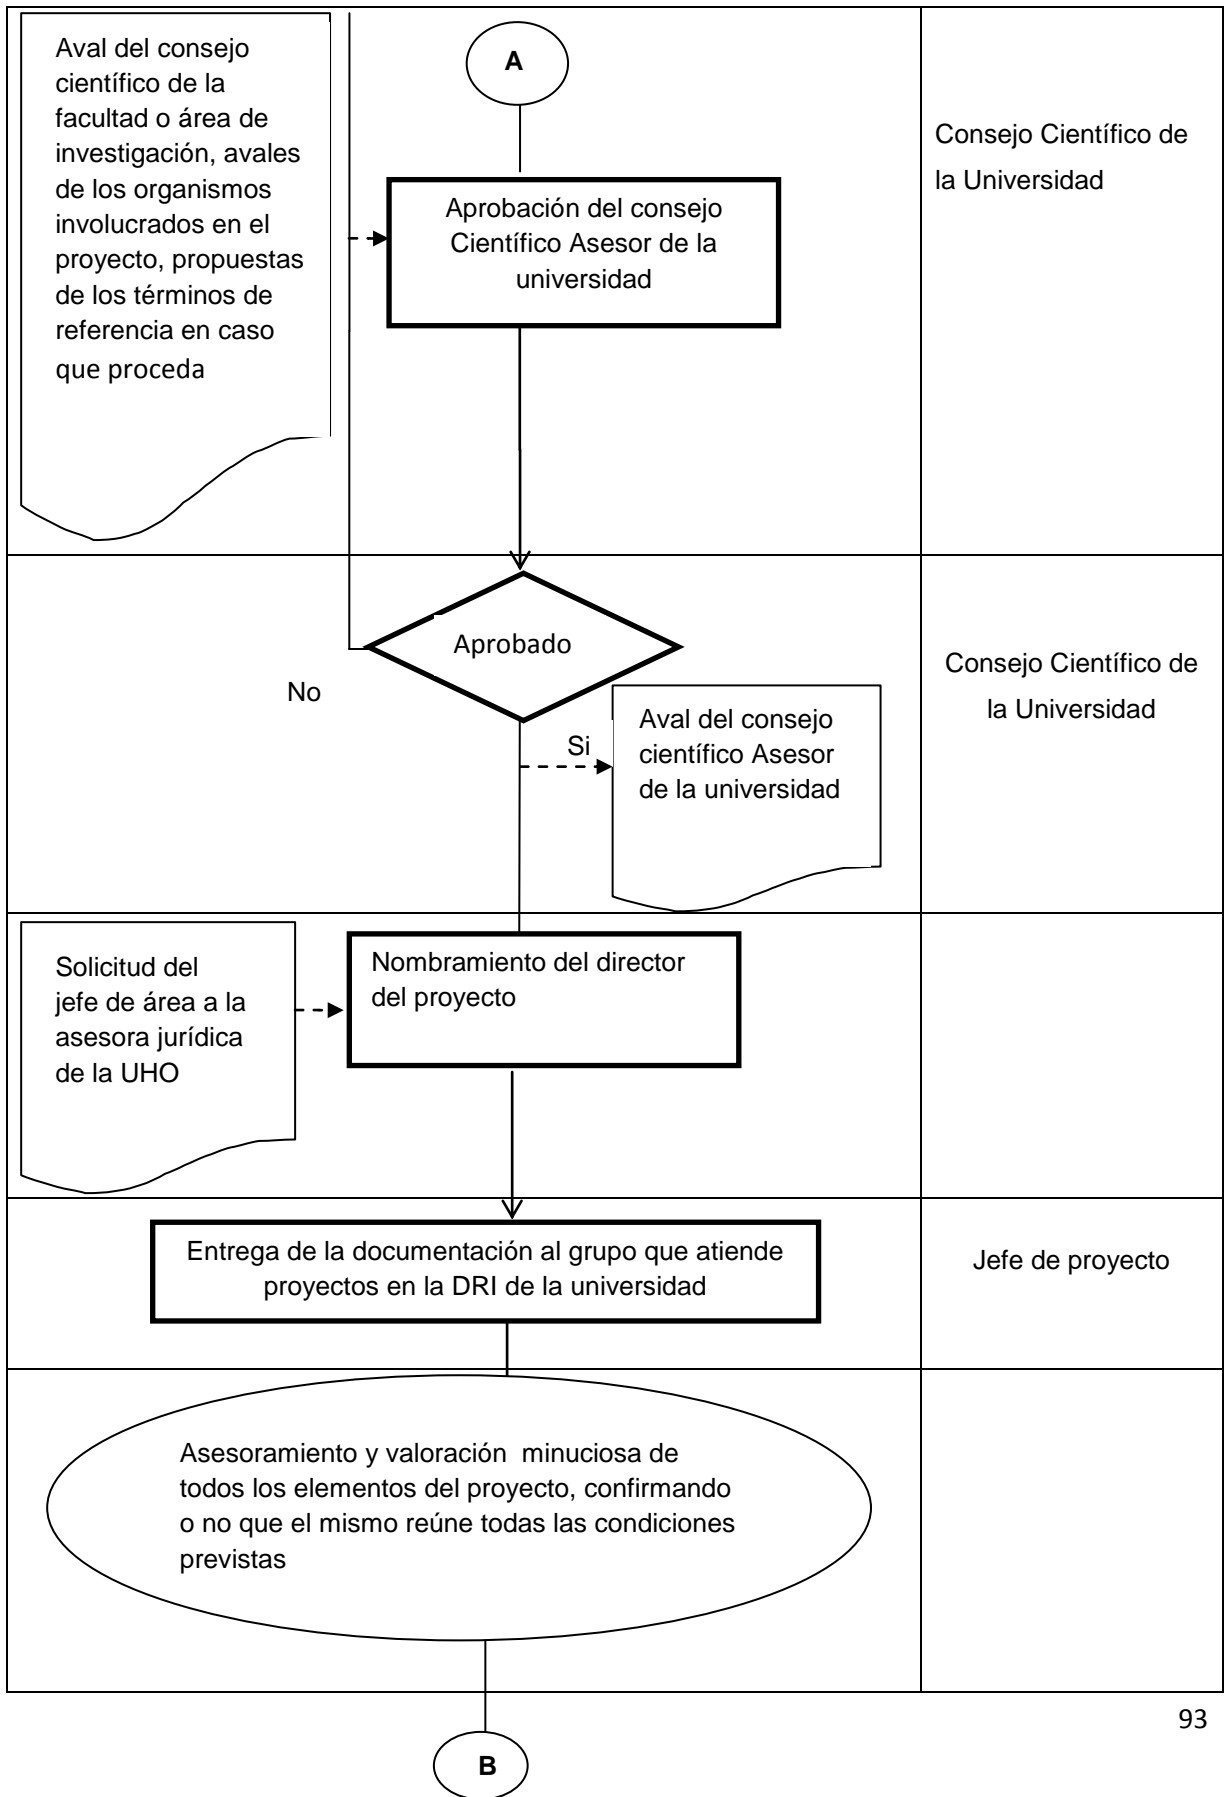 Aval del consejo
científico de la
facultad o área de
investigación, avales
de los organismos
involucrados en el
proyecto, propuestas
de los términos de
referencia en caso
que proceda
A
Aprobación del consejo
Científico Asesor de la
universidad
Consejo Científico de
la Universidad
Aprobado
No
Si
Aval del consejo
científico Asesor
de la universidad
Consejo Científico de
la Universidad
Solicitud del
jefe de área a la
asesora jurídica
de la UHO
Nombramiento del director
del proyecto
Entrega de la documentación al grupo que atiende
proyectos en la DRI de la universidad
Jefe de proyecto
Asesoramiento y valoración  minuciosa de
todos los elementos del proyecto, confirmando
o no que el mismo reúne todas las condiciones
previstas
93
B